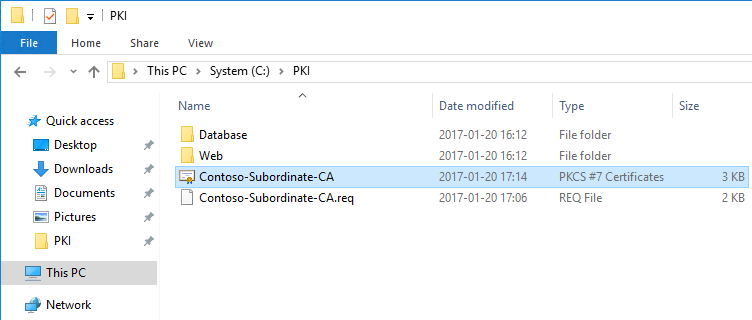 PKI
File Home Share View
This PC System (C:) PKI
Name Date modified Type Size
Quick access
Desktop
Downloads
Documents
Pictures
PKI
This PC
Network
Database 2017-01-20 16:12 File folder
Web 2017-01-20 16:12 File folder
Contoso-Subordinate-CA 2017-01-20 17:14 PKCS #7 Certificates 3 KB
Contoso-Subordinate-CA.req 2017-01-20 17:06 REQ File 2 KB